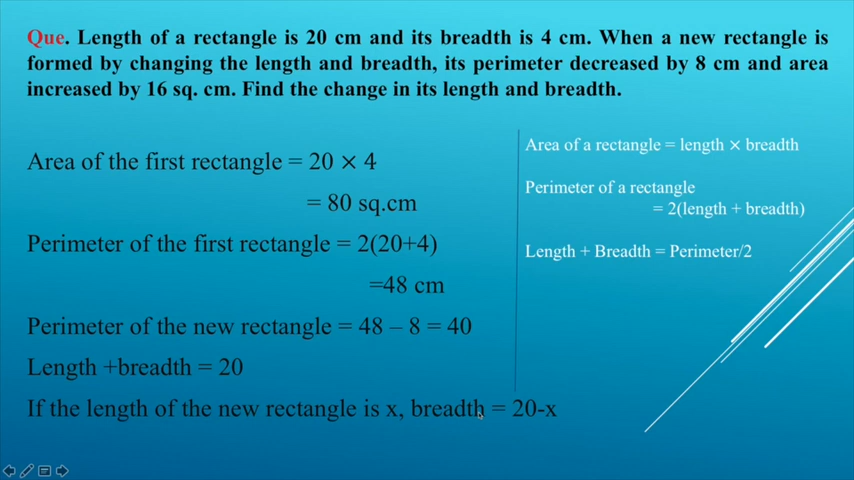 Que. Length of a rectangle is 20 cm and its breadth is 4 cm. When a new rectangle is
formed by changing the length and breadth, its perimeter decreased by 8 cm and area
increased by 16 sq. cm. Find the change in its length and breadth.
Area of the first rectangle = 20 × 4
= 80 sq.cm
Perimeter of the first rectangle = 2(20+4)
=48 cm
Perimeter of the new rectangle = 48 – 8 = 40
Length +breadth = 20
If the length of the new rectangle is x, breadth = 20-x
Area of a rectangle = length × breadth
Perimeter of a rectangle
= 2(length + breadth)
Length + Breadth = Perimeter/2